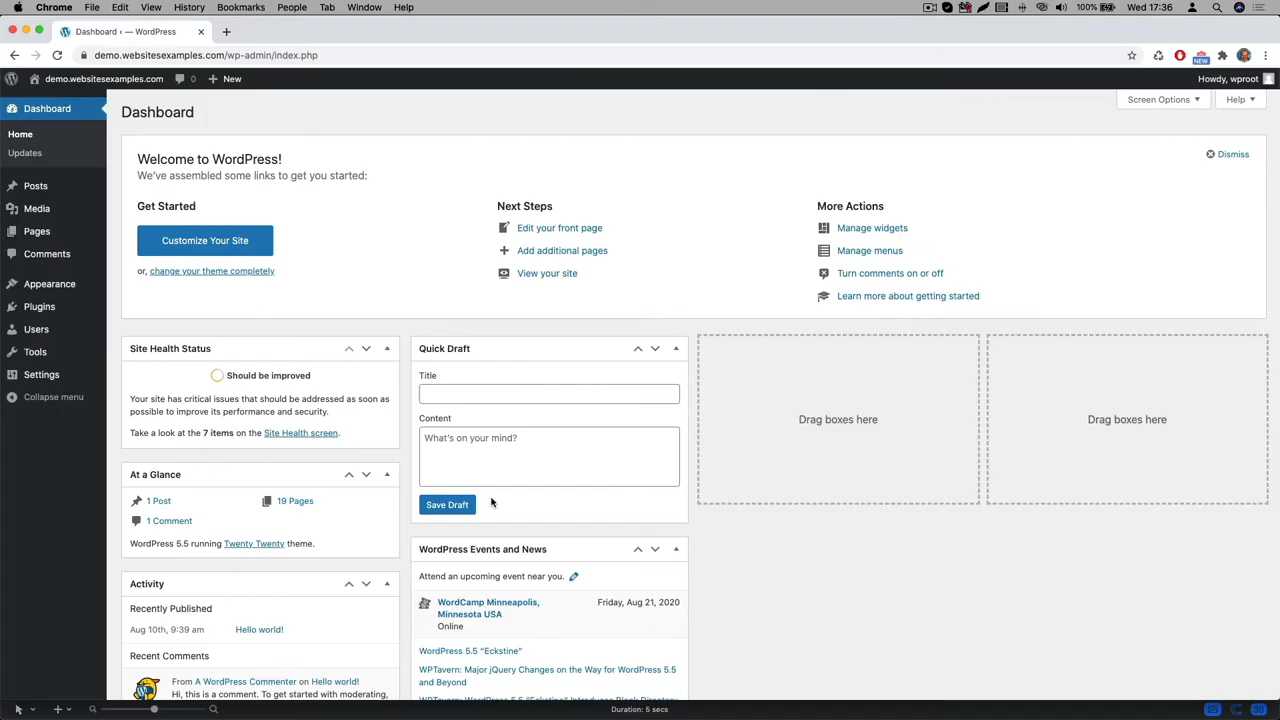 Chrome File Edit View History Bookmarks People Tab Window Help 100% Wed 17:36
Dashboard ‹ — WordPress
demo.websitesexamples.com/wp-admin/index.php
NEW
demo.websitesexamples.com 0 New Howdy, wproot
Dashboard
Home
Updates
Posts
Media
Pages
Comments
Appearance
Plugins
Users
Tools
Settings
Collapse menu
Screen Options Help
Dashboard
Welcome to WordPress!
Dismiss
We've assembled some links to get you started:
Get Started
Customize Your Site
or, change your theme completely
Next Steps
Edit your front page
Add additional pages
View your site
More Actions
Manage widgets
Manage menus
Turn comments on or off
Learn more about getting started
Site Health Status
Should be improved
Your site has critical issues that should be addressed as soon as
possible to improve its performance and security.
Take a look at the 7 items on the Site Health screen.
At a Glance
1 Post 19 Pages
1 Comment
WordPress 5.5 running Twenty Twenty theme.
Activity
Recently Published
Aug 10th, 9:39 am Hello world!
Recent Comments
From A WordPress Commenter on Hello world!
Hi, this is a comment. To get started with moderating,
Quick Draft
Title
Content
What's on your mind?
Save Draft
WordPress Events and News
Attend an upcoming event near you.
WordCamp Minneapolis, Friday, Aug 21, 2020
Minnesota USA
Online
WordPress 5.5 "Eckstine"
WPTavern: Major jQuery Changes on the Way for WordPress 5.5
and Beyond
WPTavern: WordPress 5.5 "Eckstine" Introduces Block Directory
Drag boxes here
Drag boxes here
Duration: 5 secs